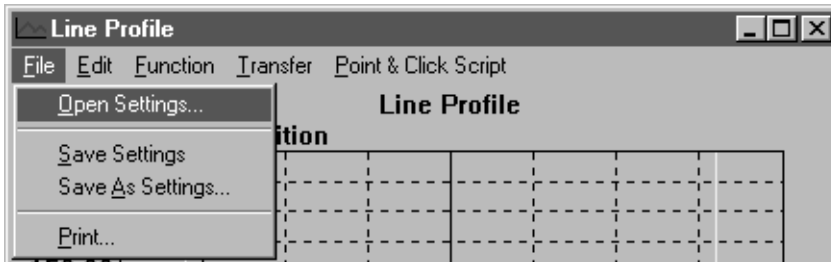 Line Profile
File Edit Function Transfer Point & Click Script
Open Settings...
Line Profile
ition
Save Settings
Save As Settings...
Print...